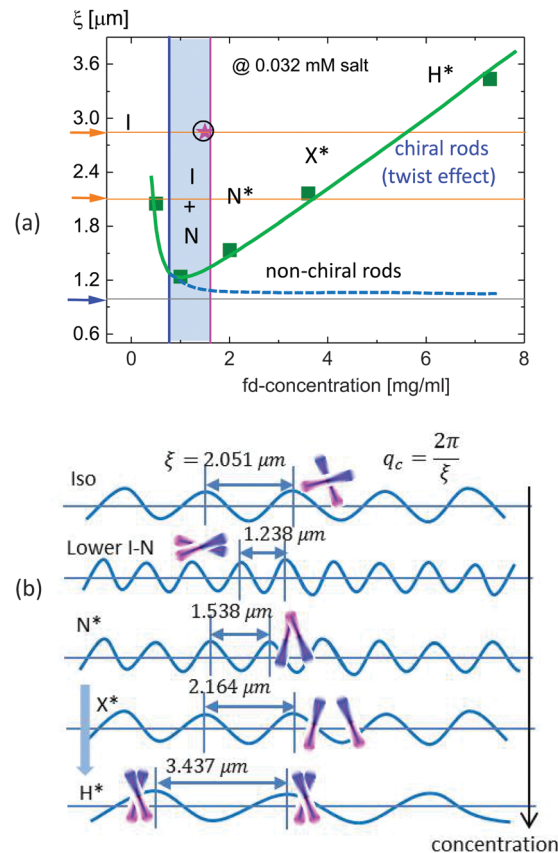 ξ [μm]
3.6
3.0
2.4
1.8
1.2
0.6
@ 0.032 mM salt
I
I
+
N
N*
X*
H*
chiral rods
(twist effect)
non-chiral rods
0 2 4 6 8
fd-concentration [mg/ml]
(a)
Iso
ξ = 2.051 μm
q_c = 2π/ξ
Lower I-N
1.238 μm
(b)
N*
1.538 μm
X*
2.164 μm
H*
3.437 μm
concentration